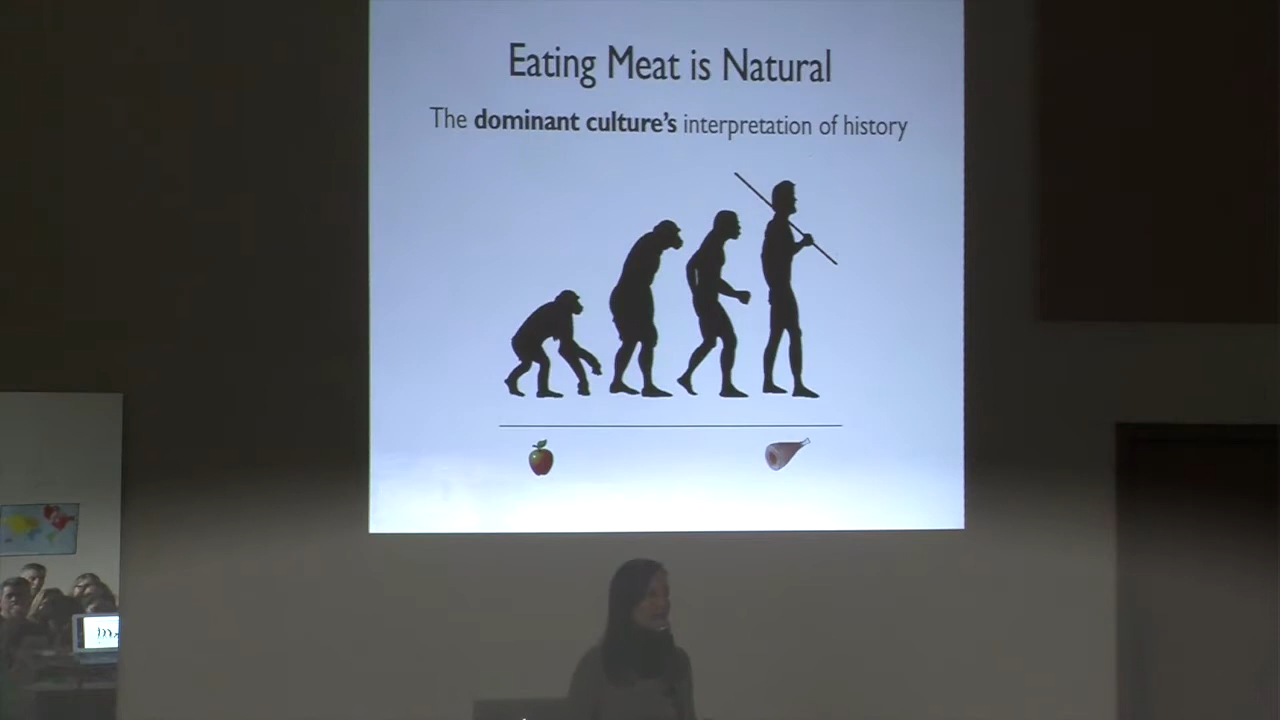 Eating Meat is Natural
The dominant culture's interpretation of history